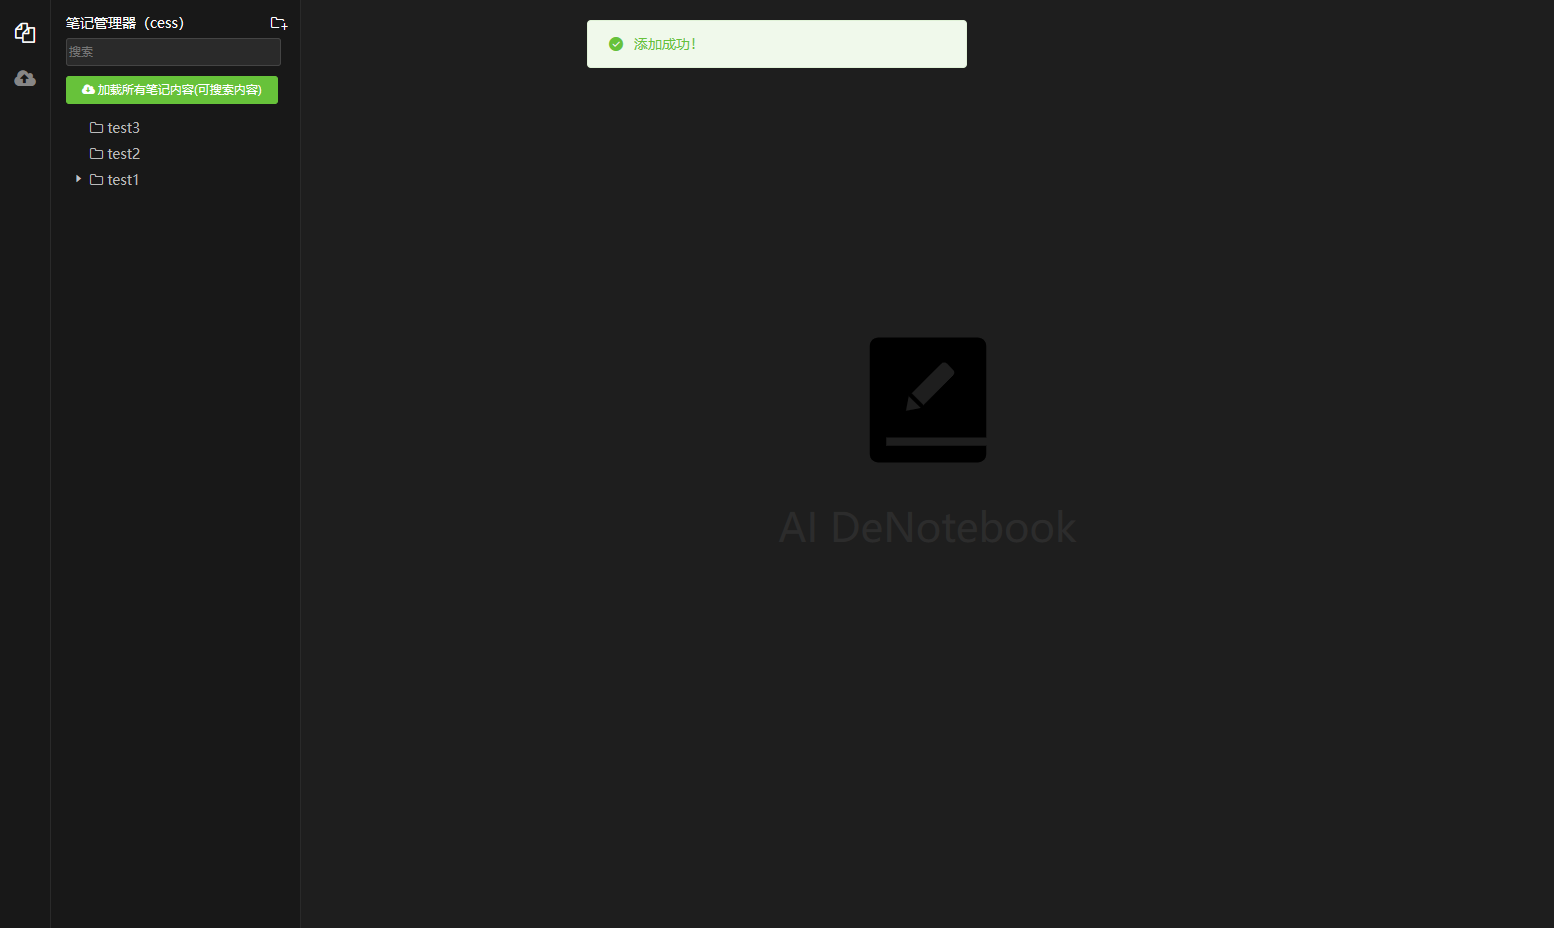 笔记管理器（cess）
搜索
加载所有笔记内容(可搜索内容)
test3
test2
test1
添加成功！
AI DeNotebook